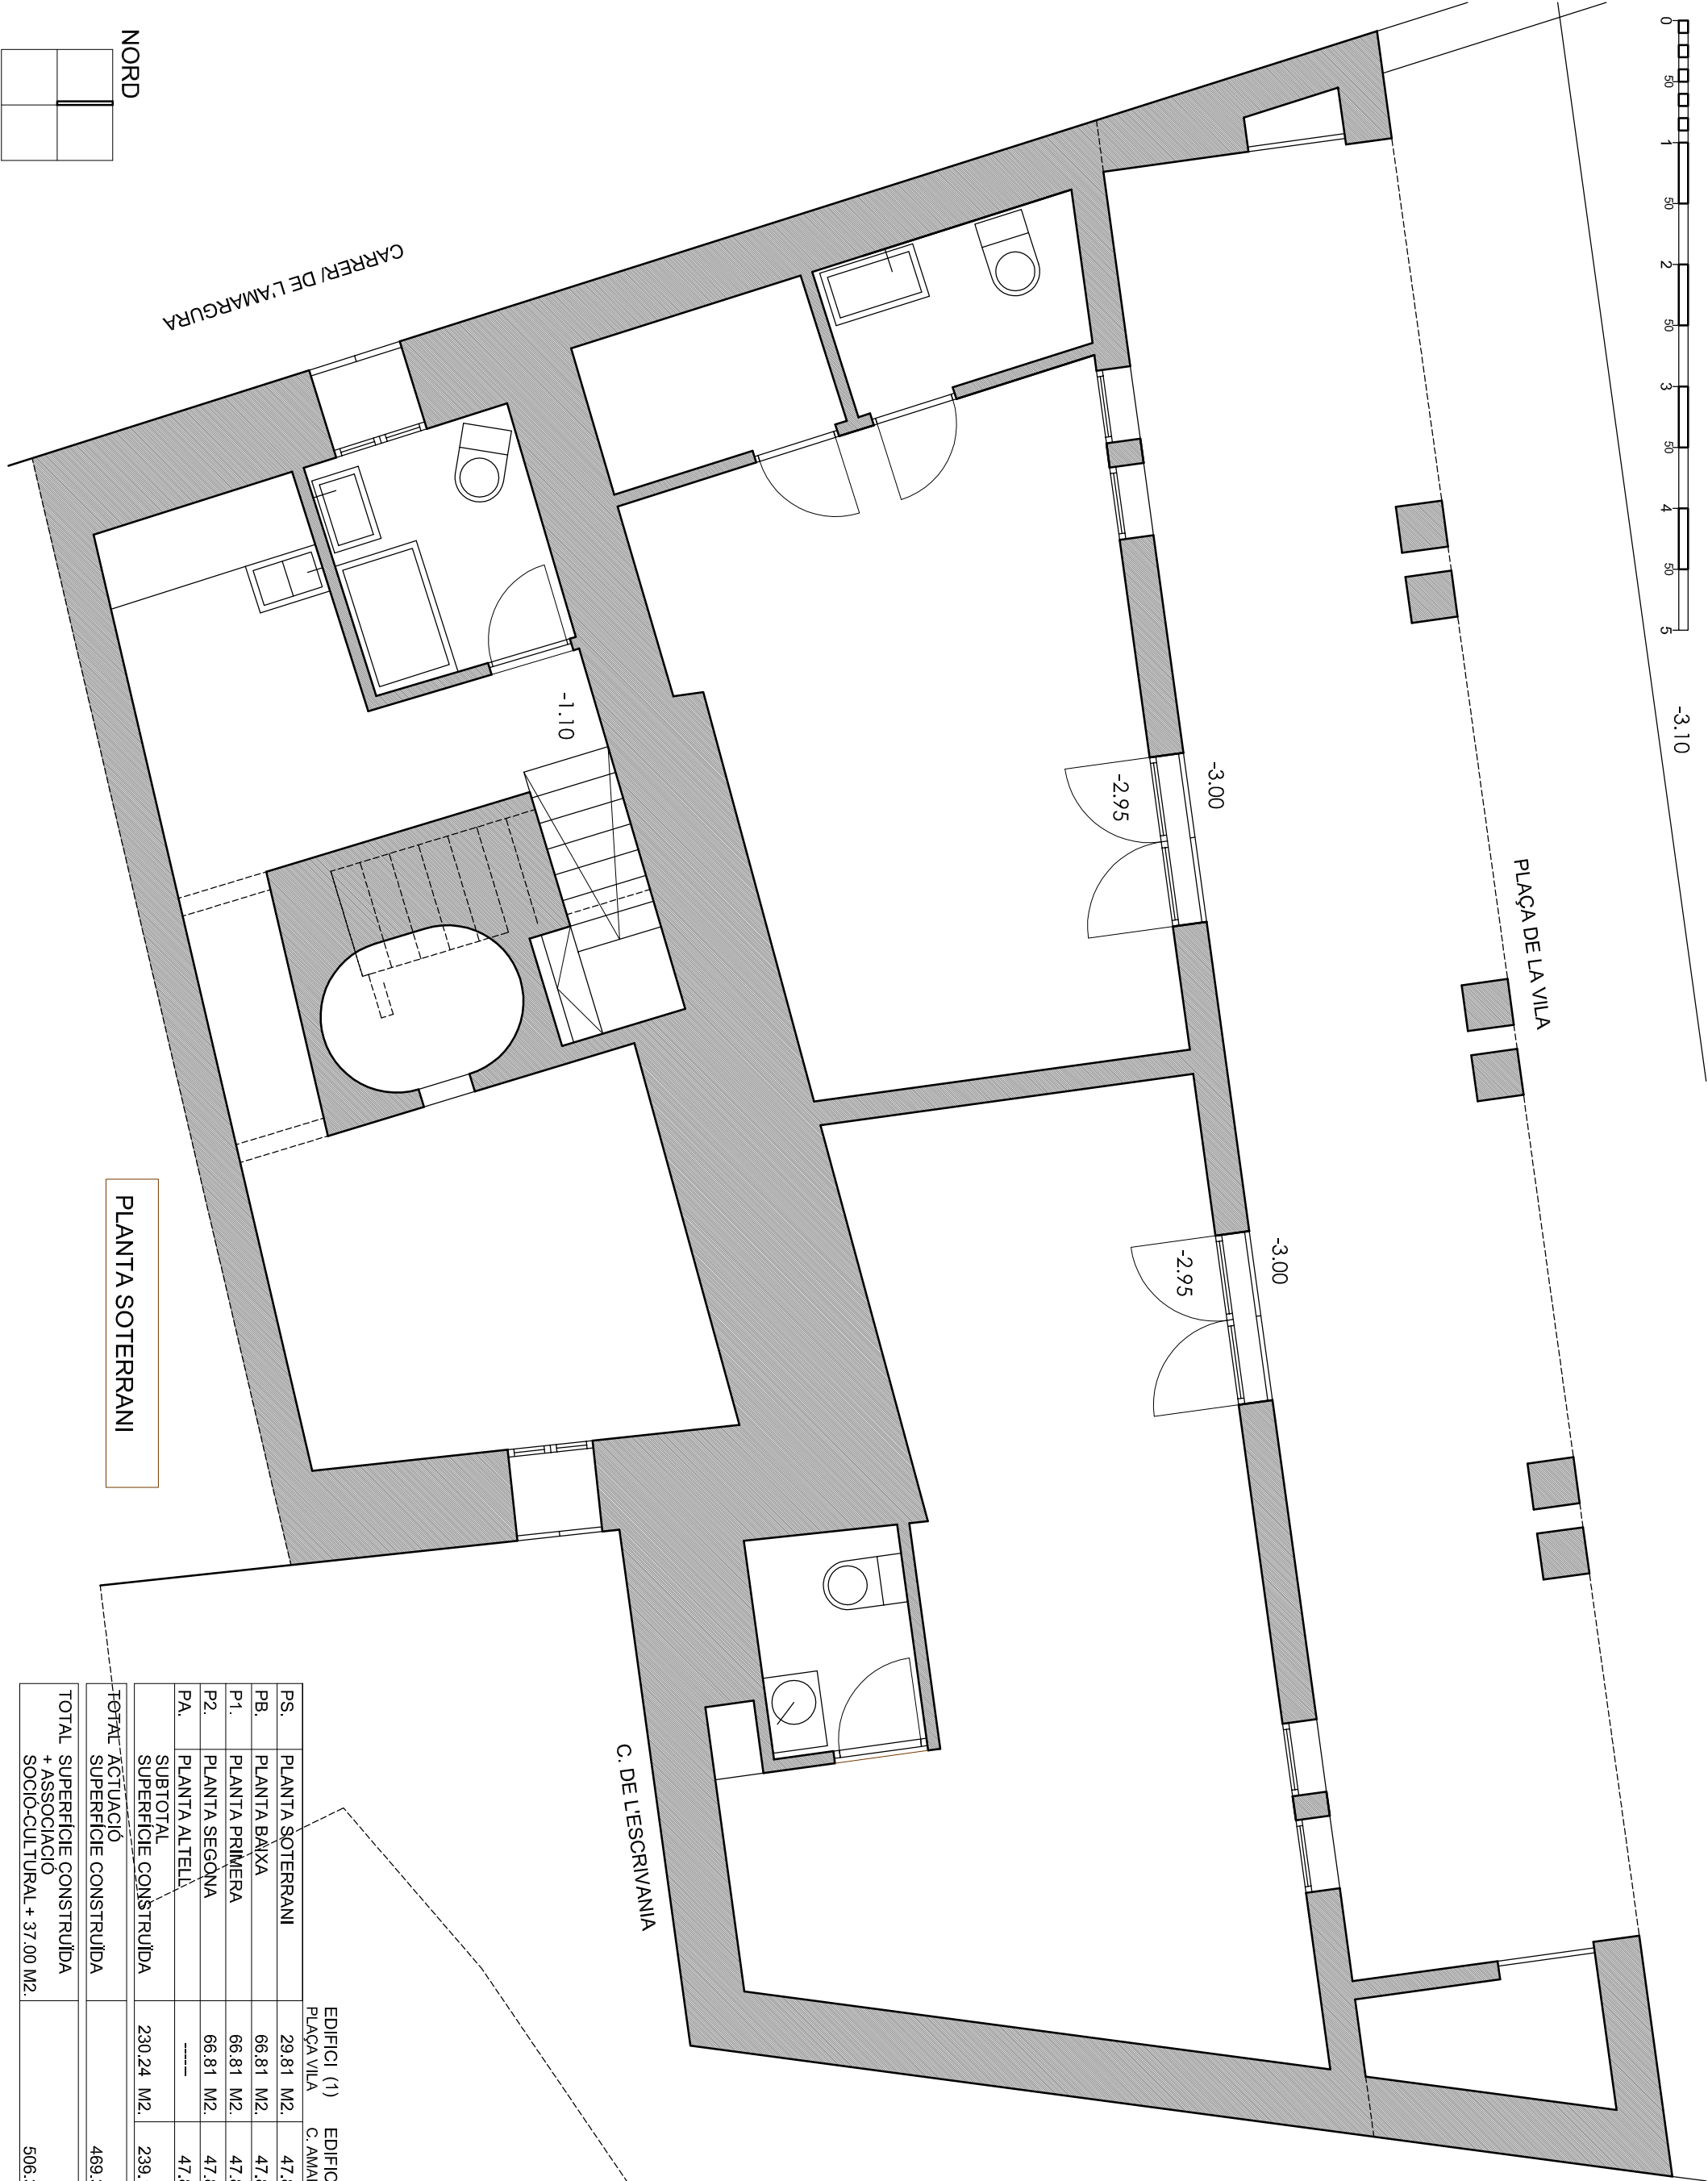 0 50 1 50 2 50 3 50 4 50 5
-3.10
NORD
PLAÇA DE LA VILA
-3.00
-2.95
-3.00
-2.95
CARRER/ DE L'AMARGURA
-1.10
C. DE L'ESCRIVANIA
PLANTA SOTERRANI
EDIFICI (1)
PLAÇA VILA
PS. PLANTA SOTERRANI 29.81 M2.
PB. PLANTA BAIXA 66.81 M2.
P1. PLANTA PRIMERA 66.81 M2.
P2. PLANTA SEGONA 66.81 M2.
PA. PLANTA ALTELL ------
SUBTOTAL
SUPERFÍCIE CONSTRUÏDA 230.24 M2.
TOTAL ACTUACIÓ
SUPERFÍCIE CONSTRUÏDA
TOTAL SUPERFÍCIE CONSTRUÏDA
+ ASSOCIACIÓ
SOCIÓ-CULTURAL + 37.00 M2.